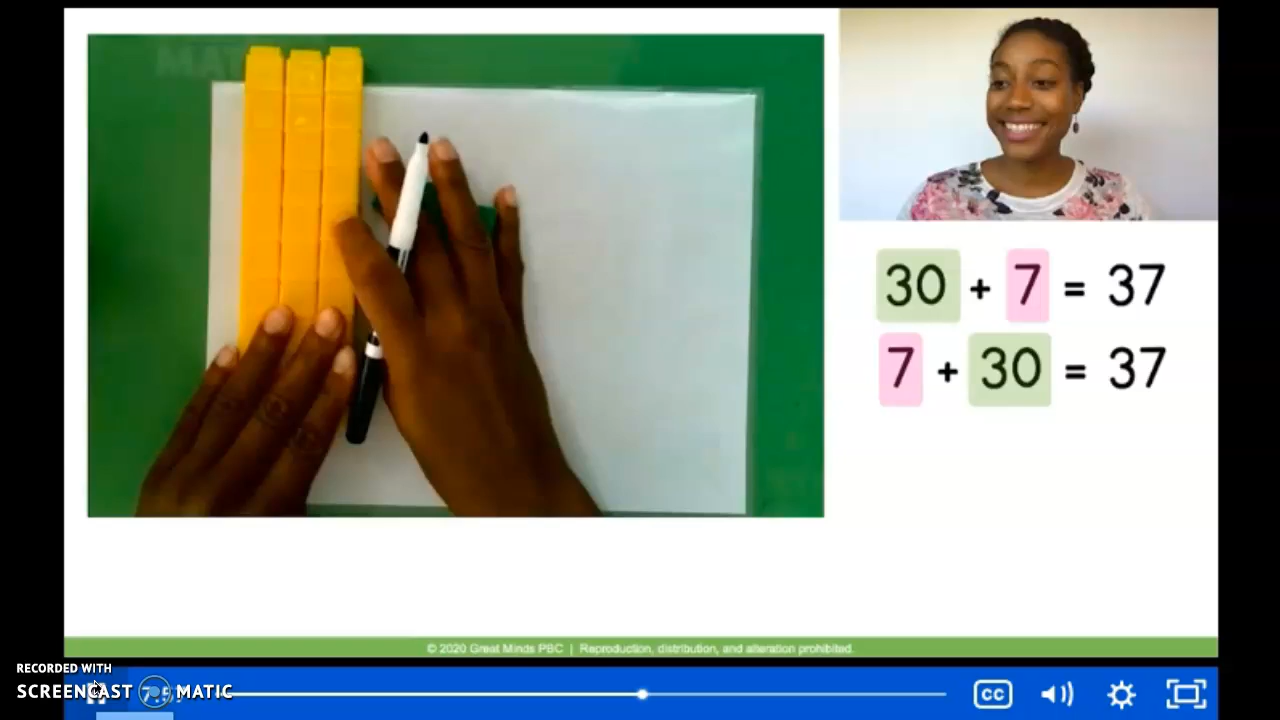 30 + 7 = 37
7 + 30 = 37
© 2020 Great Minds PBC | Reproduction, distribution, and alteration prohibited.
RECORDED WITH
SCREENCAST MATIC
CC